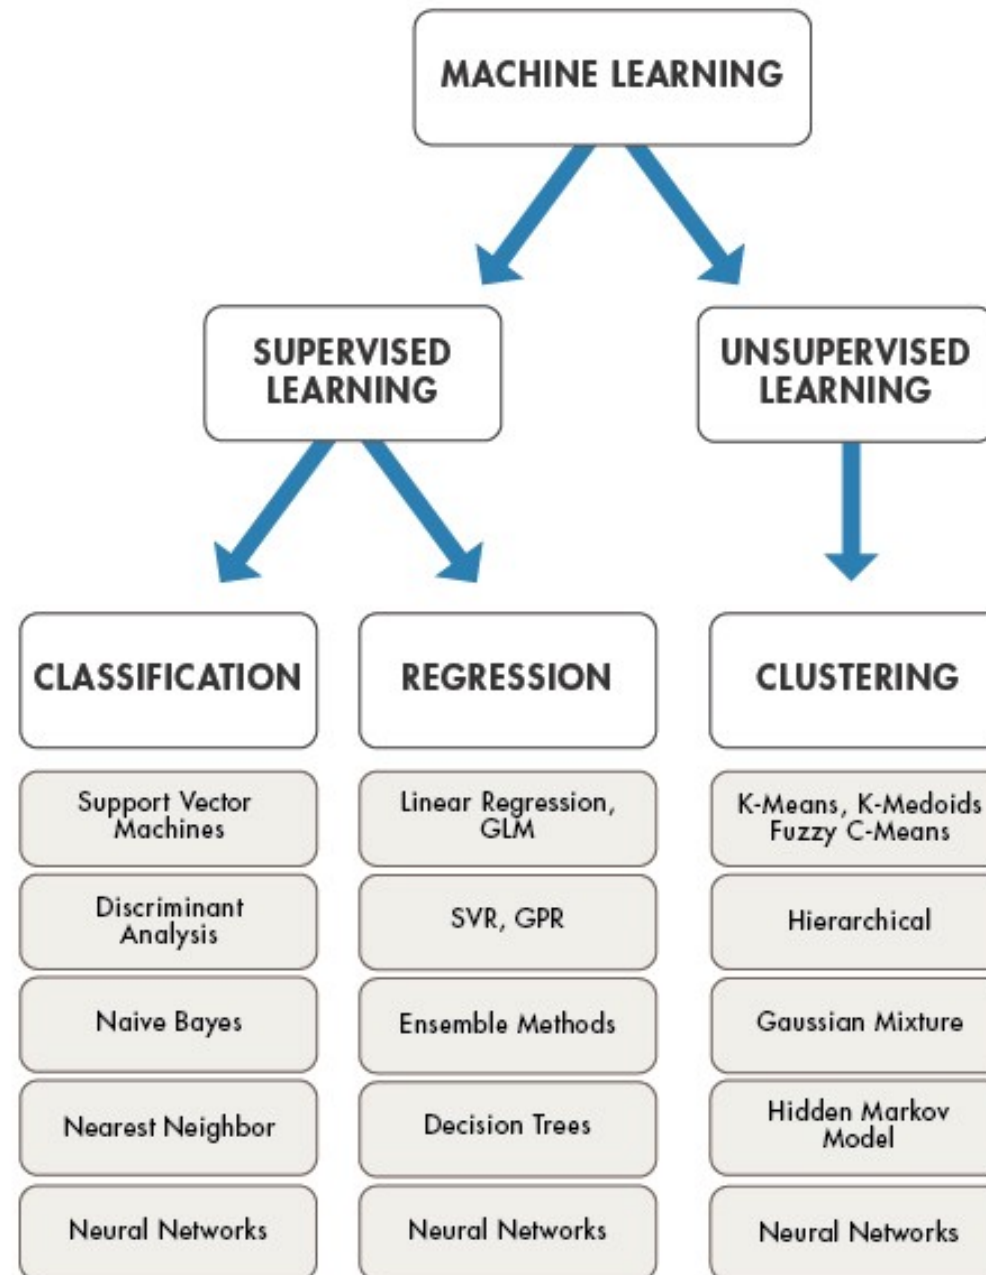 MACHINE LEARNING
SUPERVISED
LEARNING
UNSUPERVISED
LEARNING
CLASSIFICATION
Support Vector
Machines
Discriminant
Analysis
Naive Bayes
Nearest Neighbor
Neural Networks
REGRESSION
Linear Regression,
GLM
SVR, GPR
Ensemble Methods
Decision Trees
Neural Networks
CLUSTERING
K-Means, K-Medoids
Fuzzy C-Means
Hierarchical
Gaussian Mixture
Hidden Markov
Model
Neural Networks